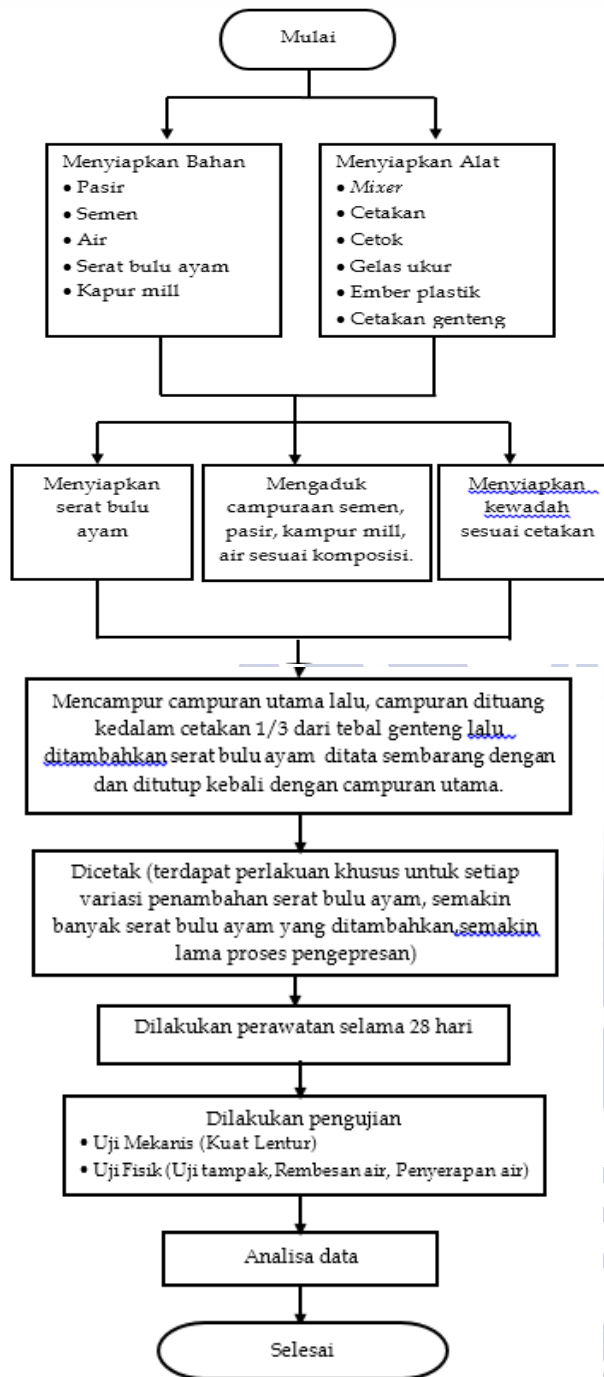 Mulai
Menyiapkan Bahan
• Pasir
• Semen
• Air
• Serat bulu ayam
• Kapur mill
Menyiapkan Alat
• Mixer
• Cetakan
• Cetok
• Gelas ukur
• Ember plastik
• Cetakan genteng
Menyiapkan
serat bulu
ayam
Mengaduk
campuraan semen,
pasir, kampur mill,
air sesuai komposisi.
Menyiapkan
kewadah
sesuai cetakan
Mencampur campuran utama lalu, campuran dituang
kedalam cetakan 1/3 dari tebal genteng lalu
ditambahkan serat bulu ayam ditata sembarang dengan
dan ditutup kebali dengan campuran utama.
Dicetak (terdapat perlakuan khusus untuk setiap
variasi penambahan serat bulu ayam, semakin
banyak serat bulu ayam yang ditambahkan,semakin
lama proses pengepresan)
Dilakukan perawatan selama 28 hari
Dilakukan pengujian
• Uji Mekanis (Kuat Lentur)
• Uji Fisik (Uji tampak, Rembesan air, Penyerapan air)
Analisa data
Selesai